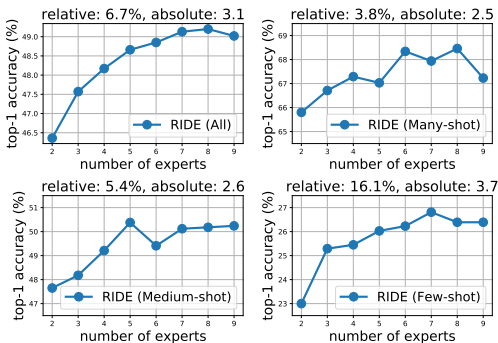 relative: 6.7%, absolute: 3.1
top-1 accuracy (%)
49.0
48.5
48.0
47.5
47.0
46.5
RIDE (All)
2 3 4 5 6 7 8 9
number of experts
relative: 3.8%, absolute: 2.5
top-1 accuracy (%)
69
68
67
66
65
RIDE (Many-shot)
2 3 4 5 6 7 8 9
number of experts
relative: 5.4%, absolute: 2.6
top-1 accuracy (%)
51
50
49
48
47
RIDE (Medium-shot)
2 3 4 5 6 7 8 9
number of experts
relative: 16.1%, absolute: 3.7
top-1 accuracy (%)
27
26
25
24
23
RIDE (Few-shot)
2 3 4 5 6 7 8 9
number of experts